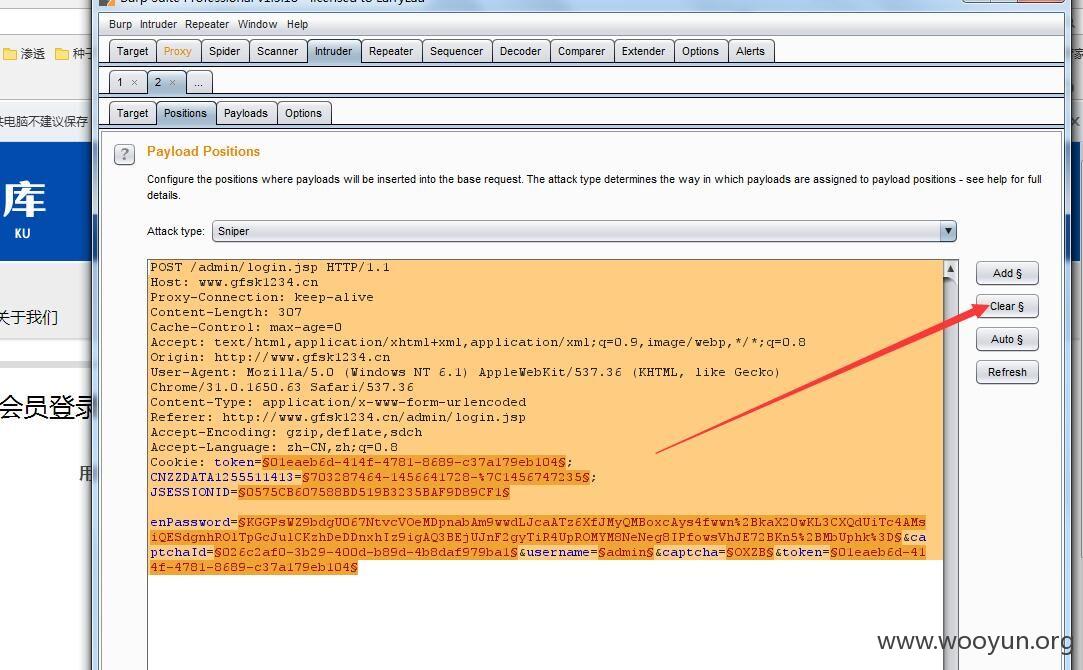 Burp Suite Professional v1.5.18 - licensed to LarryLau
Burp Intruder Repeater Window Help
Target Proxy Spider Scanner Intruder Repeater Sequencer Decoder Comparer Extender Options Alerts
渗透
1 × 2 × ...
Target Positions Payloads Options
电脑不建议保存
? Payload Positions
Configure the positions where payloads will be inserted into the base request. The attack type determines the way in which payloads are assigned to payload positions - see help for full
details.
库
KU
Attack type: Sniper
POST /admin/login.jsp HTTP/1.1
Add §
Host: www.gfsk1234.cn
Proxy-Connection: keep-alive
Content-Length: 307
Clear §
Cache-Control: max-age=0
关于我们
Accept: text/html,application/xhtml+xml,application/xml;q=0.9,image/webp,*/*;q=0.8
Auto §
Origin: http://www.gfsk1234.cn
User-Agent: Mozilla/5.0 (Windows NT 6.1) AppleWebKit/537.36 (KHTML, like Gecko)
Refresh
Chrome/31.0.1650.63 Safari/537.36
Content-Type: application/x-www-form-urlencoded
会员登录
Referer: http://www.gfsk1234.cn/admin/login.jsp
Accept-Encoding: gzip,deflate,sdch
Accept-Language: zh-CN,zh;q=0.8
Cookie: token=§01eaeb6d-414f-4781-8689-c37a179eb104§;
用
CNZZDATA1255511413=§703287464-1456641728-%7C1456747235§;
JSESSIONID=§0575CB607588BD519B3235BAF9D89CF1§
enPassword=§KGGPsWZ9bdgU067NtvcVOeMDpnabAm9wwdLJcaATz6XfJMyQMBoxcAys4fwwn%2BkaX20wKL3CXQdUiTc4AMs
iQESdgnhROlTpGcJulCKzhDeDDnxhIz9igAQ3BEjUJnF2gyTiR4UpROMYM8NeNeg8IPfowsVhJE72BKn5%2BMbUphk%3D§&ca
ptchaId=§026c2af0-3b29-400d-b89d-4b8daf979ba1§&username=§admin§&captcha=§OXZB§&token=§01eaeb6d-41
4f-4781-8689-c37a179eb104§
www.wooyun.org